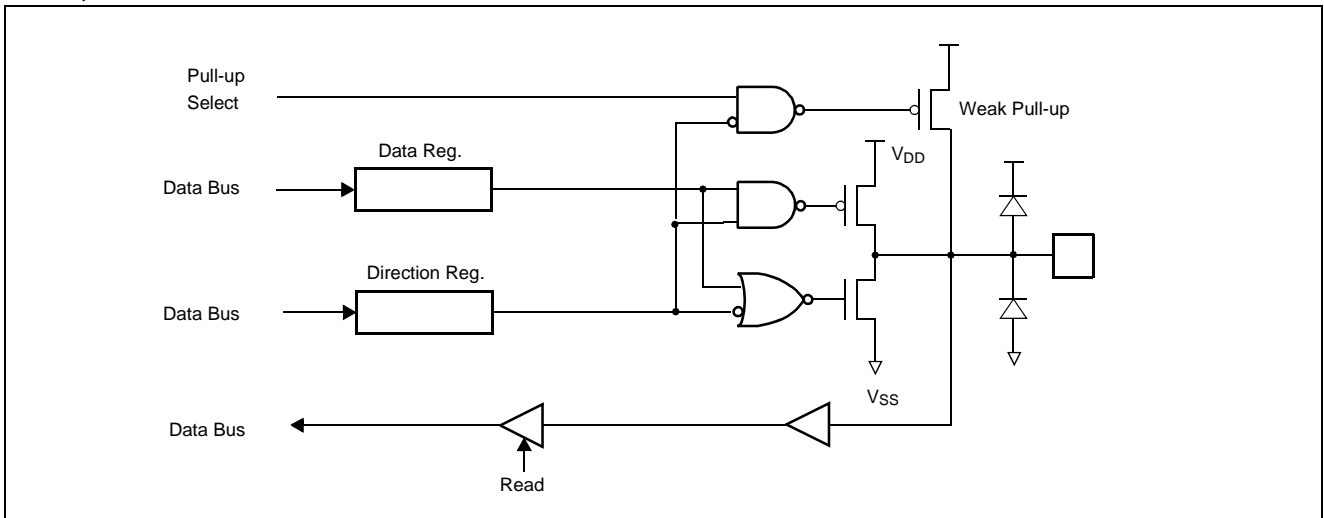 Pull-up
Select
Weak Pull-up
Data Reg.
VDD
Data Bus
Direction Reg.
Data Bus
VSS
Data Bus
Read